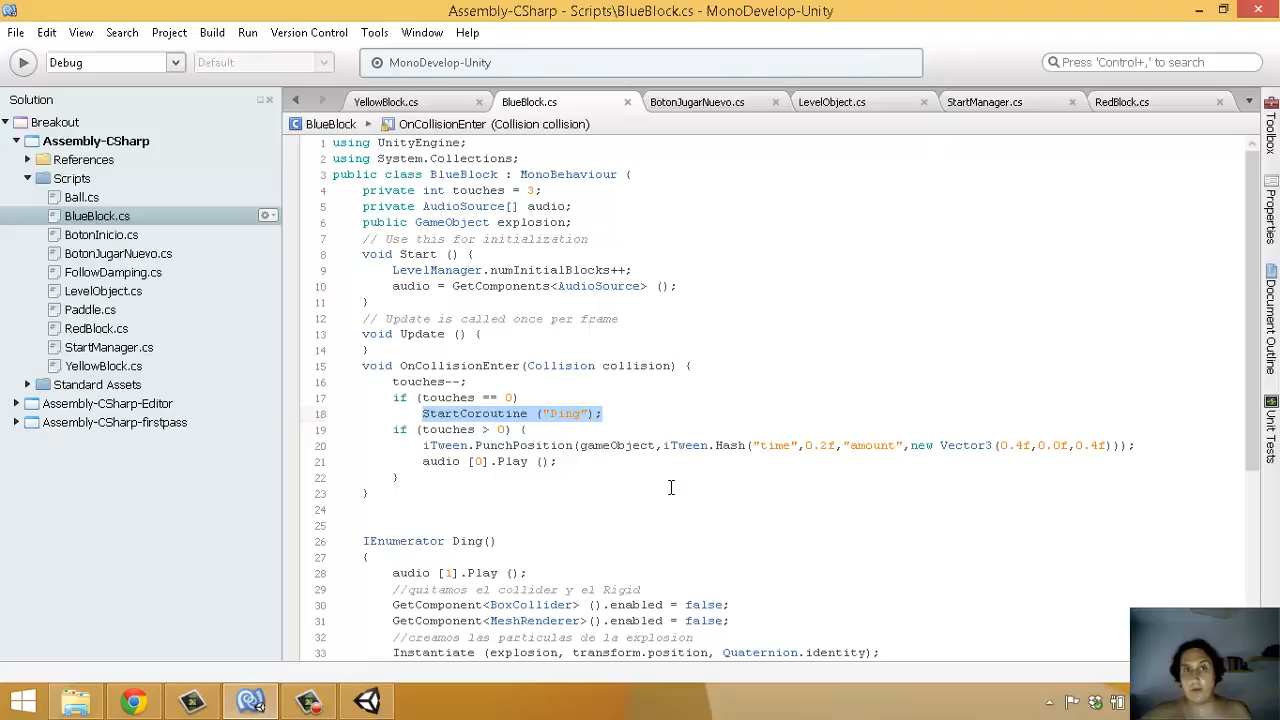 Assembly-CSharp - Scripts\BlueBlock.cs - MonoDevelop-Unity
File Edit View Search Project Build Run Version Control Tools Window Help
Debug Default MonoDevelop-Unity Press 'Control+,' to search
Solution
Breakout
Assembly-CSharp
References
Scripts
Ball.cs
BlueBlock.cs
BotonInicio.cs
BotonJugarNuevo.cs
FollowDamping.cs
LevelObject.cs
Paddle.cs
RedBlock.cs
StartManager.cs
YellowBlock.cs
Standard Assets
Assembly-CSharp-Editor
Assembly-CSharp-firstpass
YellowBlock.cs BlueBlock.cs BotonJugarNuevo.cs LevelObject.cs StartManager.cs RedBlock.cs
BlueBlock OnCollisionEnter (Collision collision)
1 using UnityEngine;
2 using System.Collections;
3 public class BlueBlock : MonoBehaviour {
4 private int touches = 3;
5 private AudioSource[] audio;
6 public GameObject explosion;
7 // Use this for initialization
8 void Start () {
9 LevelManager.numInitialBlocks++;
10 audio = GetComponents<AudioSource> ();
11 }
12 // Update is called once per frame
13 void Update () {
14 }
15 void OnCollisionEnter(Collision collision) {
16 touches--;
17 if (touches == 0)
18 StartCoroutine ("Ding");
19 if (touches > 0) {
20 iTween.PunchPosition(gameObject,iTween.Hash("time",0.2f,"amount",new Vector3(0.4f,0.0f,0.4f)));
21 audio [0].Play ();
22 }
23 }
24
25
26 IEnumerator Ding()
27 {
28 audio [1].Play ();
29 //quitamos el collider y el Rigid
30 GetComponent<BoxCollider> ().enabled = false;
31 GetComponent<MeshRenderer>().enabled = false;
32 //creamos las particulas de la explosion
33 Instantiate (explosion, transform.position, Quaternion.identity);
Toolbox
Properties
Document Outline
Unit Tests